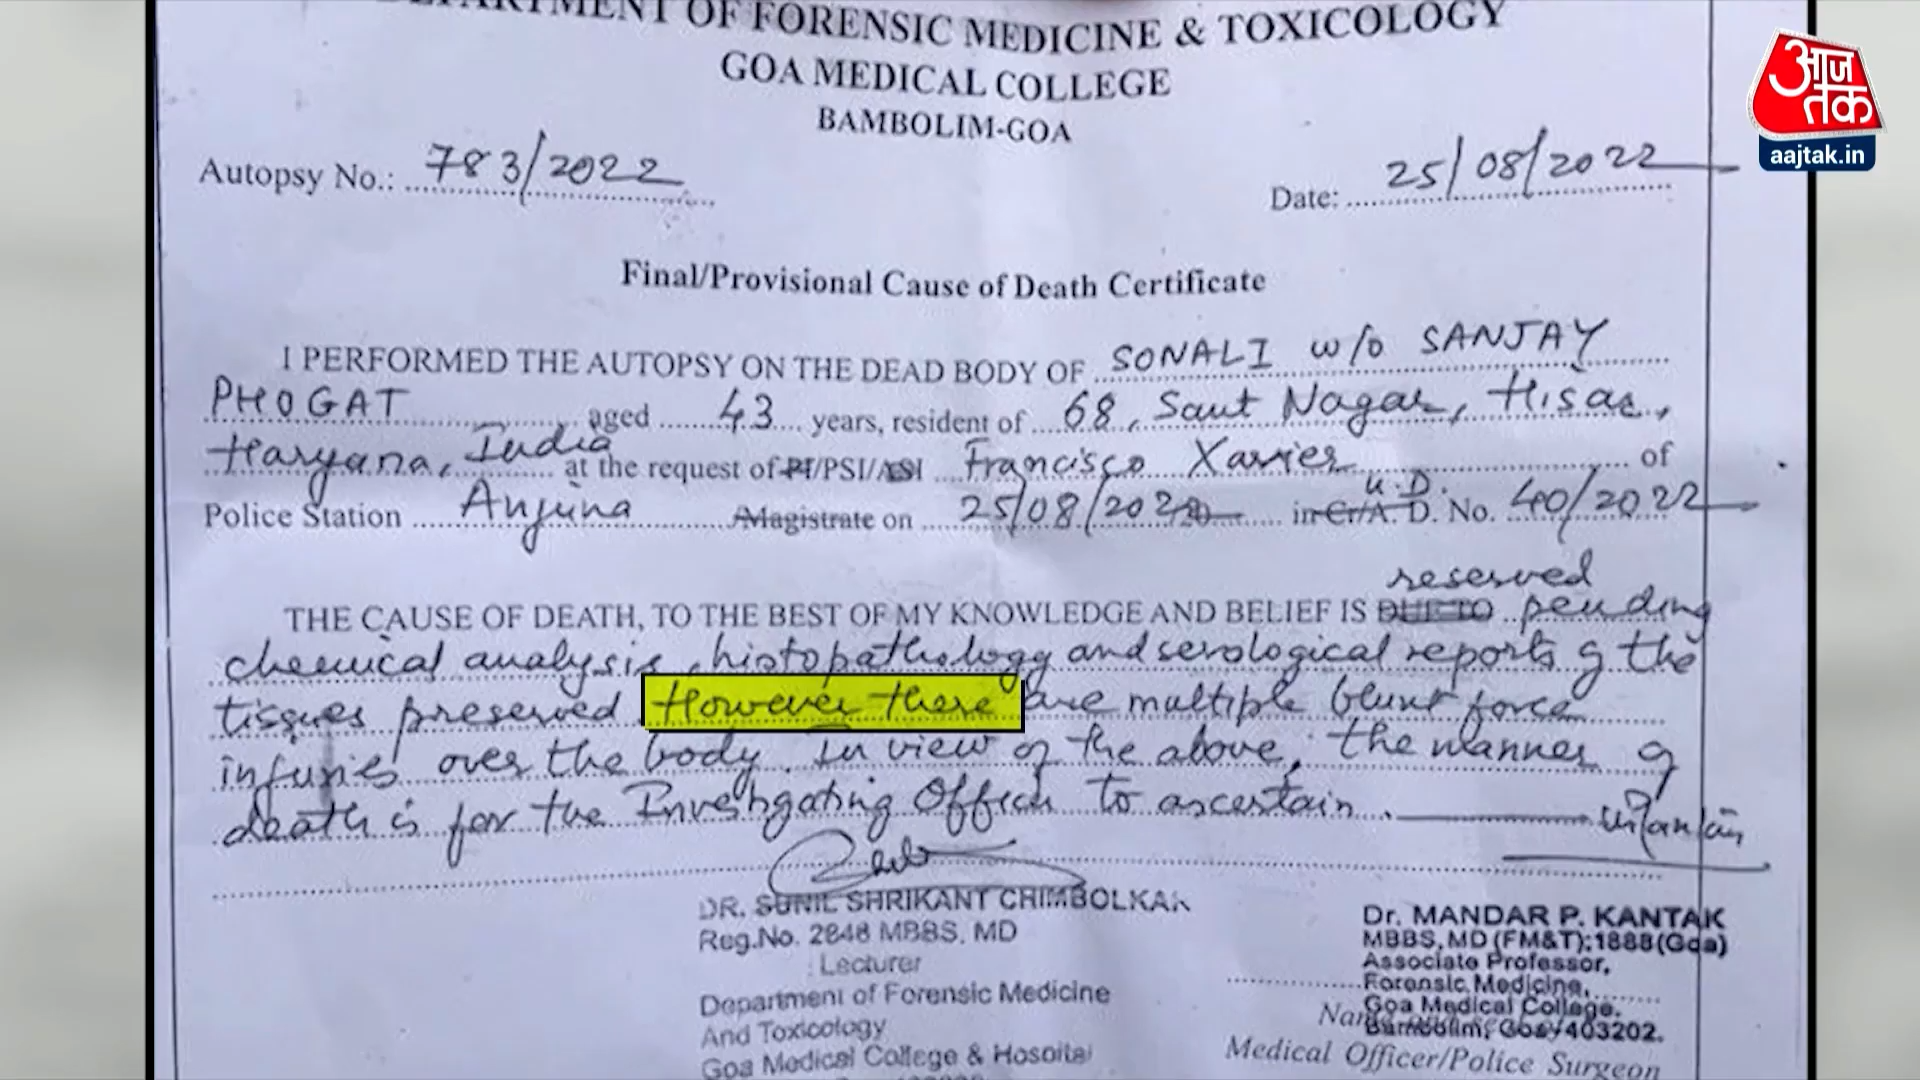 DEPARTMENT OF FORENSIC MEDICINE & TOXICOLOGY
GOA MEDICAL COLLEGE
BAMBOLIM-GOA
आज तक
aajtak.in
Autopsy No.: 783/2022
Date: 25/08/2022
Final/Provisional Cause of Death Certificate
I PERFORMED THE AUTOPSY ON THE DEAD BODY OF SONALI w/o SANJAY
PHOGAT aged 43 years, resident of 68, Sant Nagar, Hisar,
Haryana, India at the request of PI/PSI/ASI Francisco Xavier of
Police Station Anjuna Magistrate on 25/08/2022 in Cr/A. D. U.D. No. 40/2022
THE CAUSE OF DEATH, TO THE BEST OF MY KNOWLEDGE AND BELIEF IS DUE TO reserved pending
chemical analysis, histopathology and serological reports of the
tissues preserved. However there are multiple blunt force
injuries over the body. In view of the above, the manner of
death is for the Investigating Officer to ascertain.
DR. SUNIL SHRIKANT CHIMBOLKAR
Reg.No. 2848 MBBS, MD
Lecturer
Department of Forensic Medicine
And Toxicology
Goa Medical College & Hospital
Dr. MANDAR P. KANTAK
MBBS, MD (FM&T):1888(Goa)
Associate Professor,
Forensic Medicine,
Goa Medical College.
Bambolim, Goa/403202.
Medical Officer/Police Surgeon